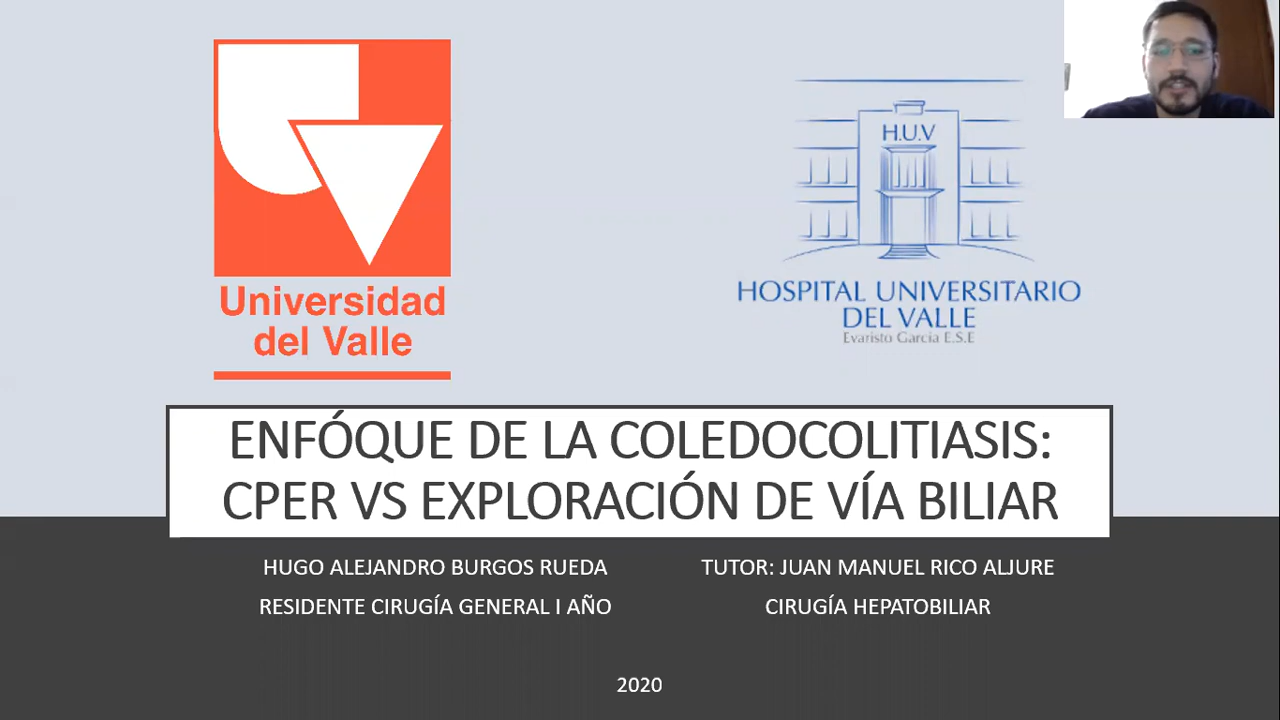 Universidad
del Valle
H.U.V
HOSPITAL UNIVERSITARIO
DEL VALLE
Evaristo Garcia E.S.E
ENFÓQUE DE LA COLEDOCOLITIASIS:
CPER VS EXPLORACIÓN DE VÍA BILIAR
HUGO ALEJANDRO BURGOS RUEDA
RESIDENTE CIRUGÍA GENERAL I AÑO
TUTOR: JUAN MANUEL RICO ALJURE
CIRUGÍA HEPATOBILIAR
2020